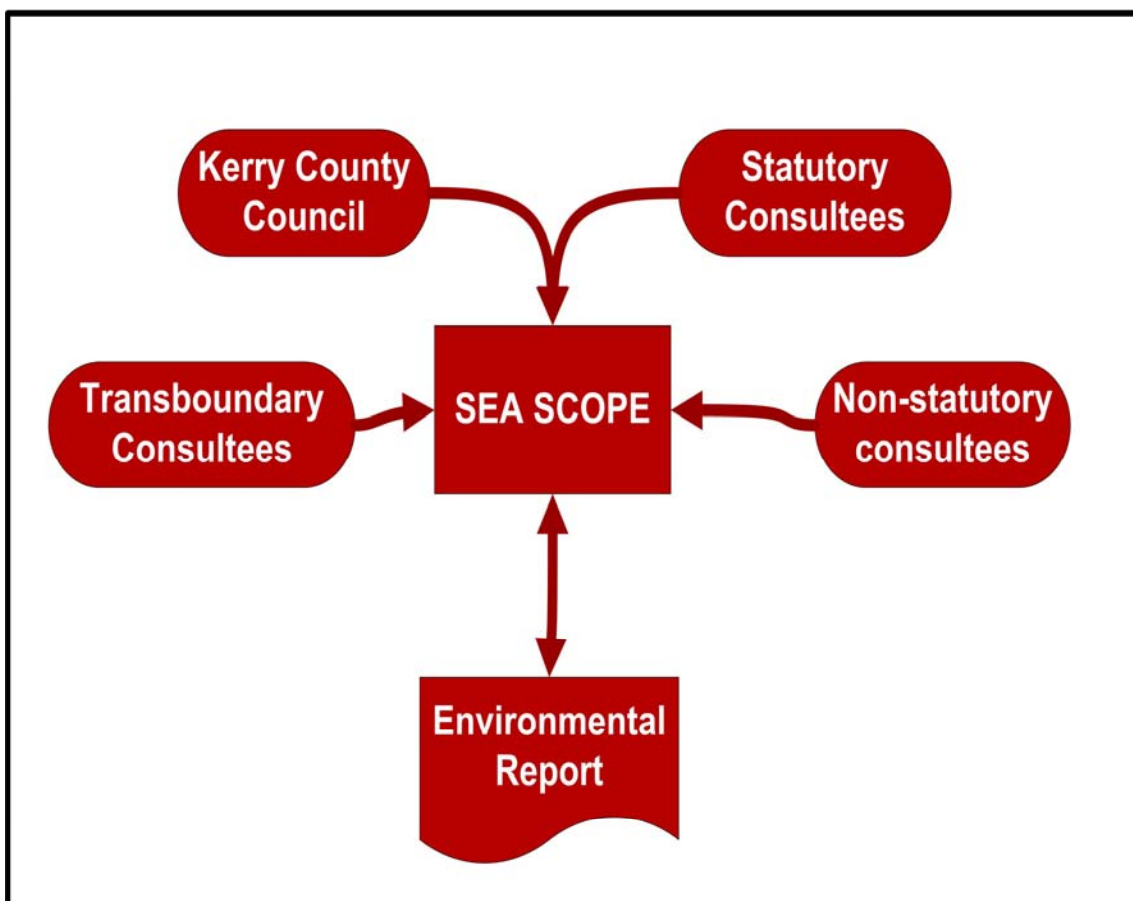 Kerry County
Council
Statutory
Consultees
Transboundary
Consultees
SEA SCOPE
Non-statutory
consultees
Environmental
Report